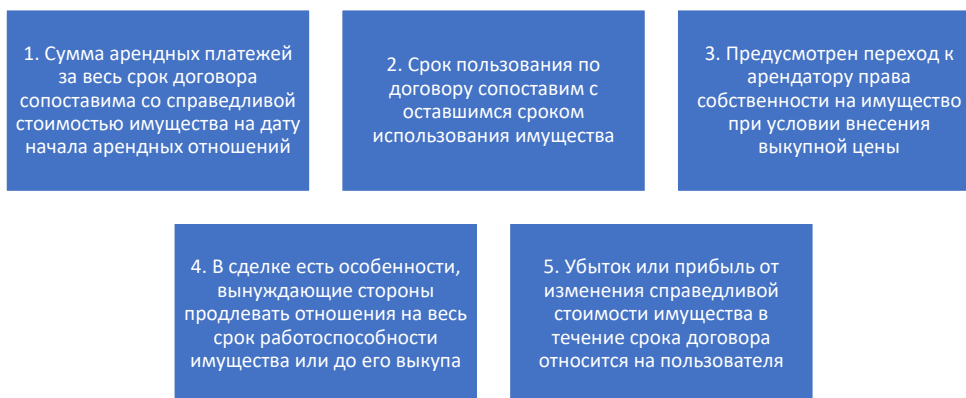 1. Сумма арендных платежей
за весь срок договора
сопоставима со справедливой
стоимостью имущества на дату
начала арендных отношений
2. Срок пользования по
договору сопоставим с
оставшимся сроком
использования имущества
3. Предусмотрен переход к
арендатору права
собственности на имущество
при условии внесения
выкупной цены
4. В сделке есть особенности,
вынуждающие стороны
продлевать отношения на весь
срок работоспособности
имущества или до его выкупа
5. Убыток или прибыль от
изменения справедливой
стоимости имущества в
течение срока договора
относится на пользователя